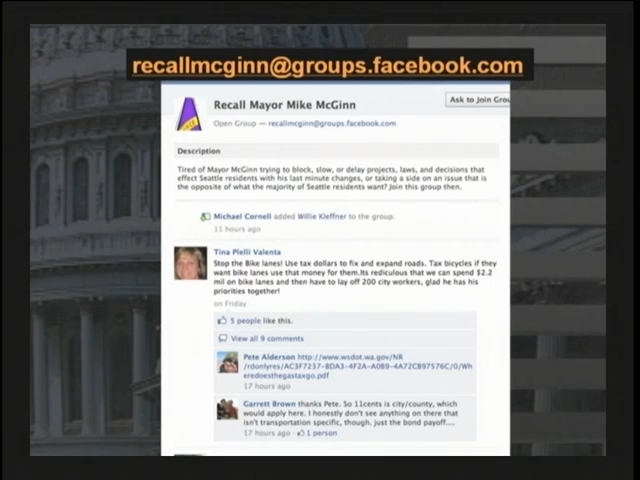 recallmcginn@groups.facebook.com
Recall Mayor Mike McGinn
Ask to Join Grou
Open Group — recallmcginn@groups.facebook.com
Description
Tired of Mayor McGinn trying to block, slow, or delay projects, laws, and decisions that
effect Seattle residents with his last minute changes, or taking a side on an issue that is
the opposite of what the majority of Seattle residents want? Join this group then.
Michael Cornell added Willie Kleffner to the group.
11 hours ago
Tina Plelli Valenta
Stop the Bike lanes! Use tax dollars to fix and expand roads. Tax bicycles if they
want bike lanes use that money for them.Its rediculous that we can spend $2.2
mil on bike lanes and then have to lay off 200 city workers, glad he has his
priorities together!
on Friday
5 people like this.
View all 9 comments
Pete Alderson http://www.wsdot.wa.gov/NR
/rdonlyres/AC3F7237-BDA3-4F2A-A0B9-4A72CB97576C/0/Wh
eredoesthegastaxgo.pdf
17 hours ago
Garrett Brown thanks Pete. So 11cents is city/county, which
would apply here. I honestly don't see anything on there that
isn't transportation specific, though. just the bond payoff....
17 hours ago · 1 person